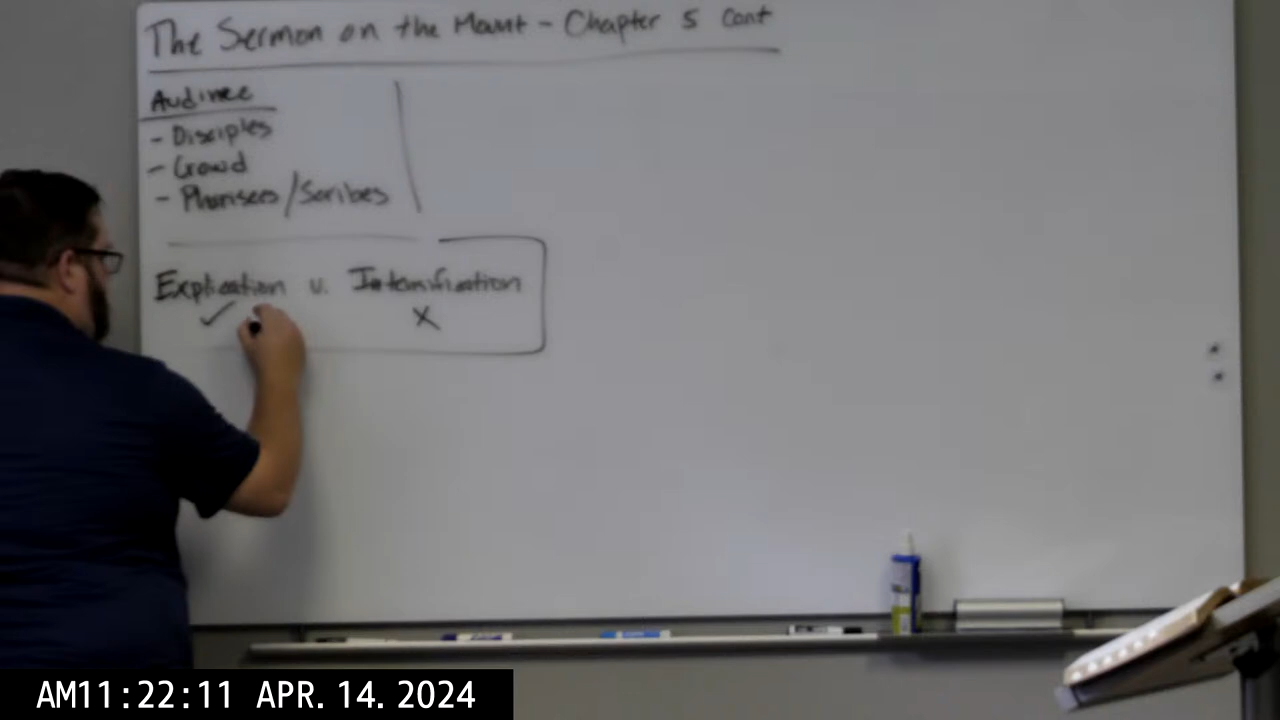 The Sermon on the Mount - Chapter 5 Cont
Audince
- Disciples
- Crowd
- Pharisees/Scribes
Explication v. Intensification
✓ X
AM11:22:11 APR. 14. 2024